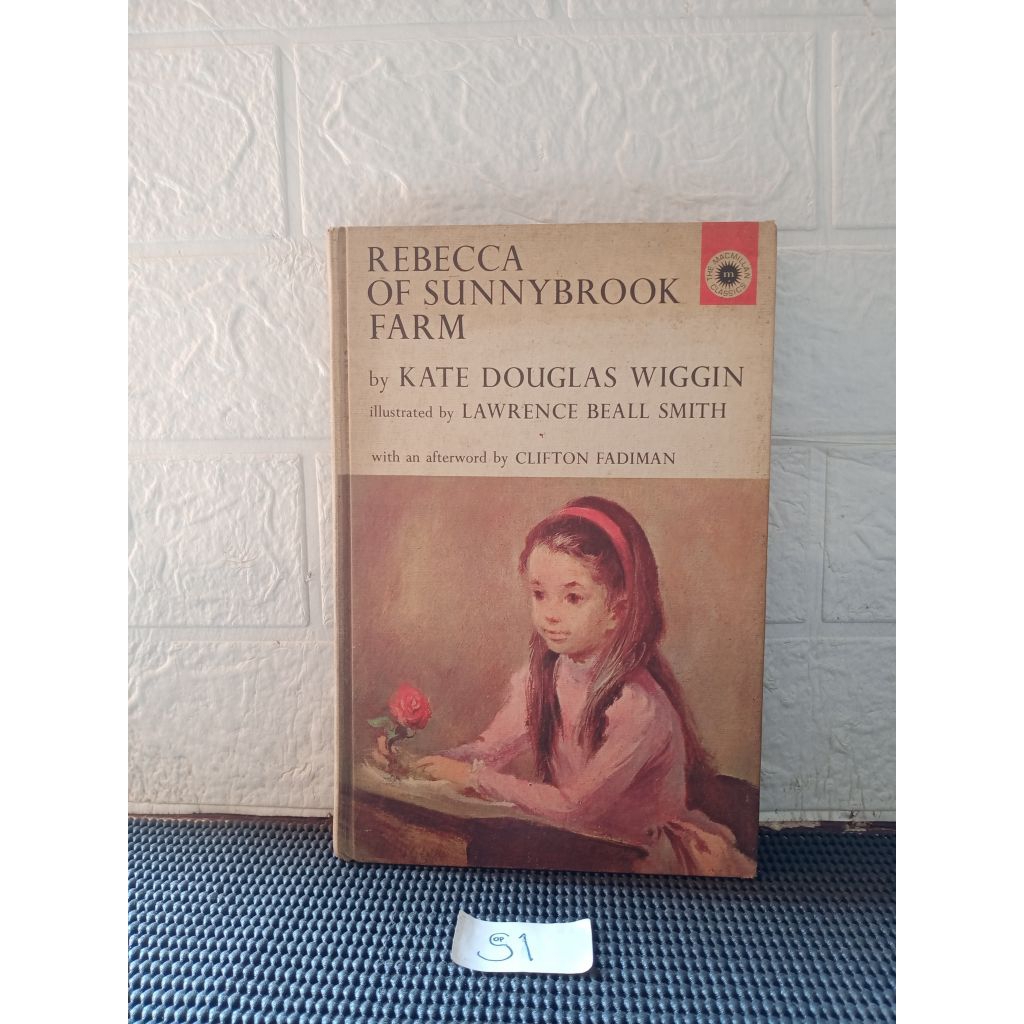 REBECCA
OF SUNNYBROOK
FARM
THE MACMILLAN
m
CLASSICS
by KATE DOUGLAS WIGGIN
illustrated by LAWRENCE BEALL SMITH
with an afterword by CLIFTON FADIMAN
OP
S1